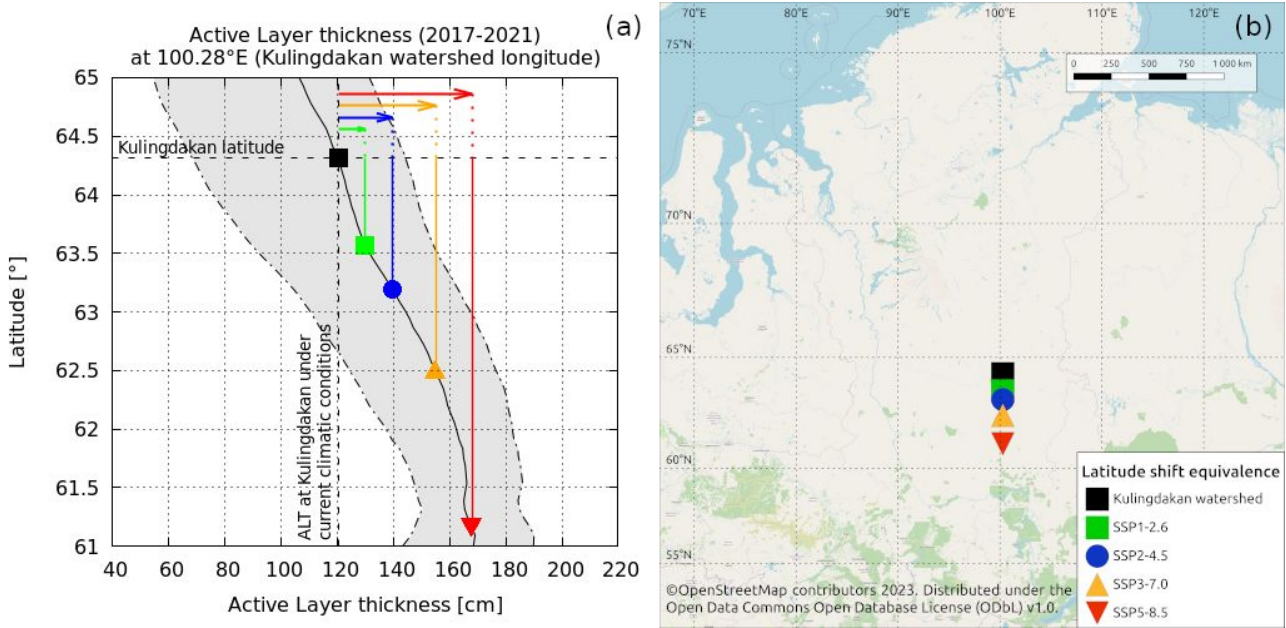 Active Layer thickness (2017-2021)
at 100.28°E (Kulingdakan watershed longitude)
(a)
65
64.5
64
63.5
63
62.5
62
61.5
61
Latitude [°]
Kulingdakan latitude
ALT at Kulingdakan under
current climatic conditions
40 60 80 100 120 140 160 180 200 220
Active Layer thickness [cm]
(b)
70°E 80°E 90°E 100°E 110°E 120°E
75°N
70°N
65°N
60°N
55°N
0 250 500 750 1 000 km
Latitude shift equivalence
Kulingdakan watershed
SSP1-2.6
SSP2-4.5
SSP3-7.0
SSP5-8.5
©OpenStreetMap contributors 2023. Distributed under the
Open Data Commons Open Database License (ODbL) v1.0.